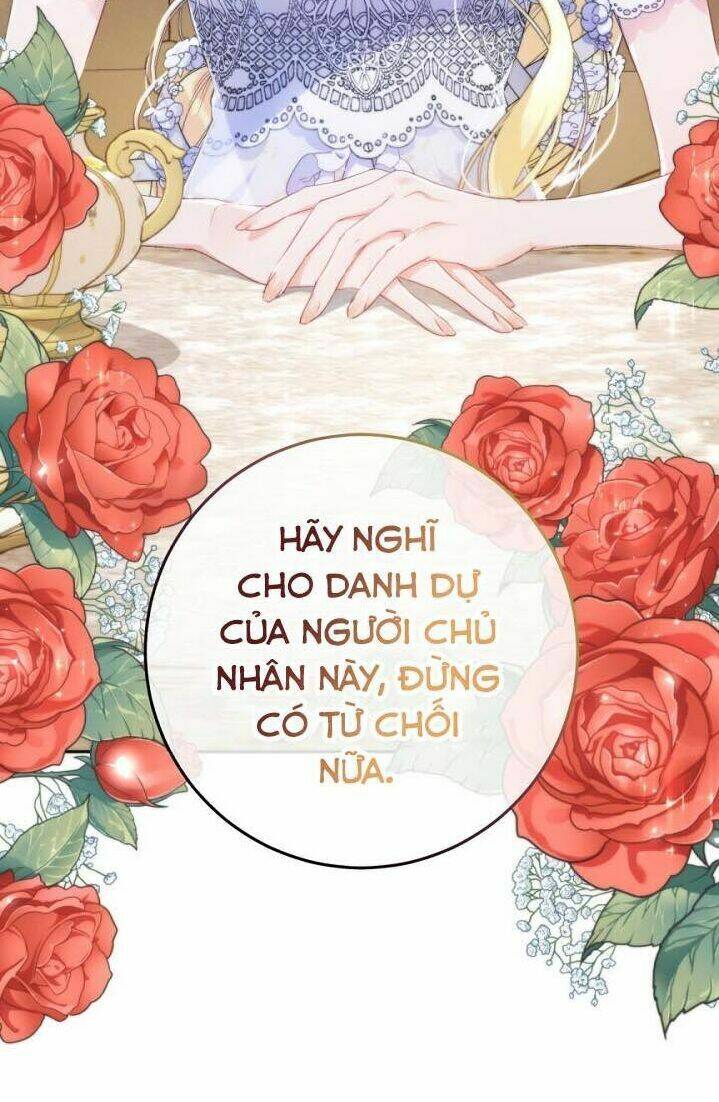 HÃY NGHĨ
CHO DANH DỰ
CỦA NGƯỜI CHỦ
NHÂN NÀY, ĐỪNG
CÓ TỪ CHỐI
NỮA.